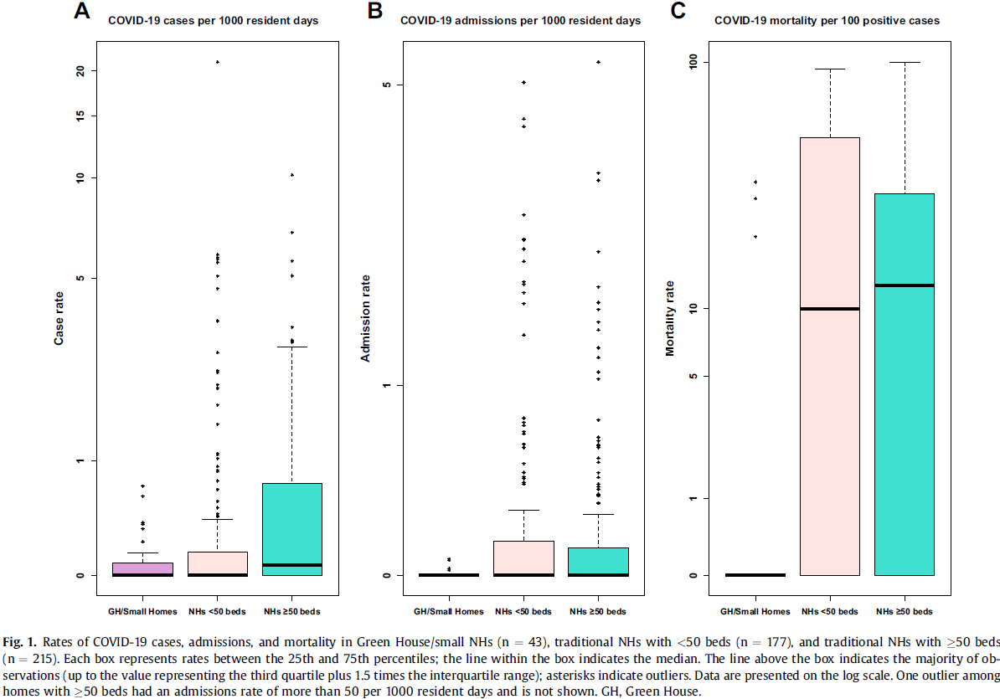 A
COVID-19 cases per 1000 resident days
20
15
10
5
1
0
Case rate
GH/Small Homes NHs <50 beds NHs ≥50 beds
B
COVID-19 admissions per 1000 resident days
5
1
0
Admission rate
GH/Small Homes NHs <50 beds NHs ≥50 beds
C
COVID-19 mortality per 100 positive cases
100
10
5
1
0
Mortality rate
GH/Small Homes NHs <50 beds NHs ≥50 beds
Fig. 1. Rates of COVID-19 cases, admissions, and mortality in Green House/small NHs (n = 43), traditional NHs with <50 beds (n = 177), and traditional NHs with ≥50 beds
(n = 215). Each box represents rates between the 25th and 75th percentiles; the line within the box indicates the median. The line above the box indicates the majority of ob-
servations (up to the value representing the third quartile plus 1.5 times the interquartile range); asterisks indicate outliers. Data are presented on the log scale. One outlier among
homes with ≥50 beds had an admissions rate of more than 50 per 1000 resident days and is not shown. GH, Green House.